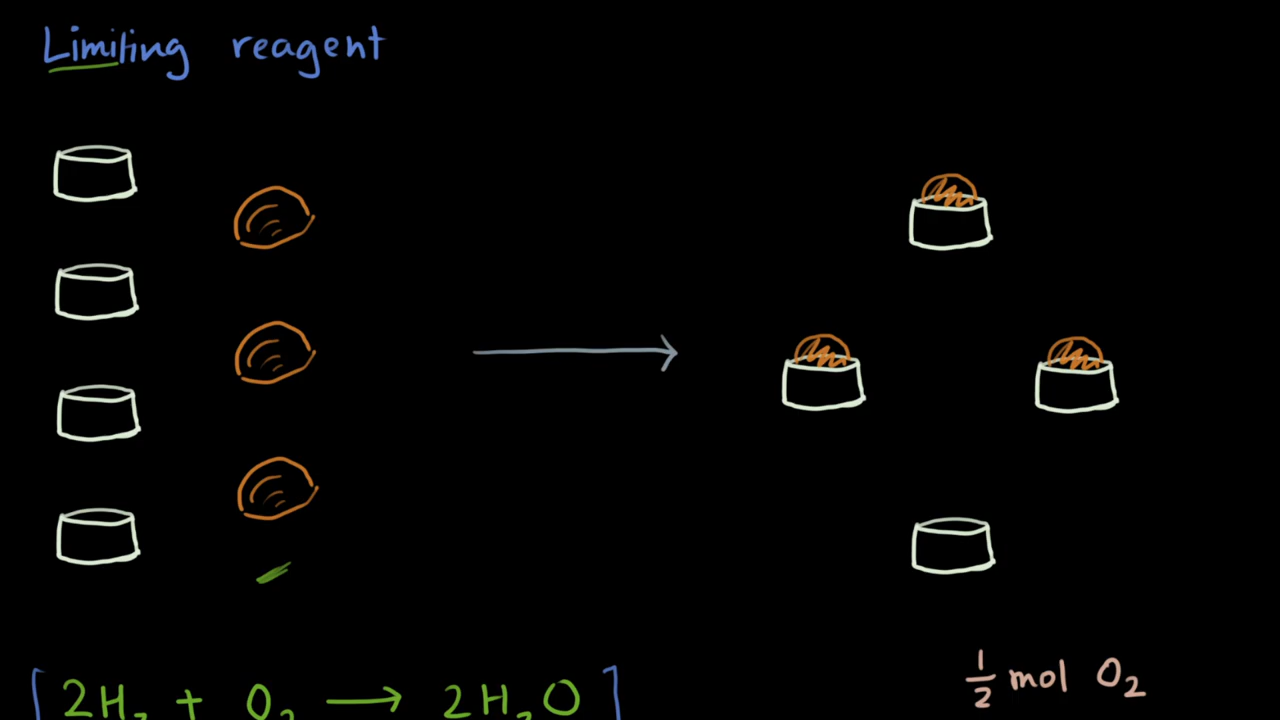 Limiting reagent
[ 2H₂ + O₂ → 2H₂O ]
½ mol O₂